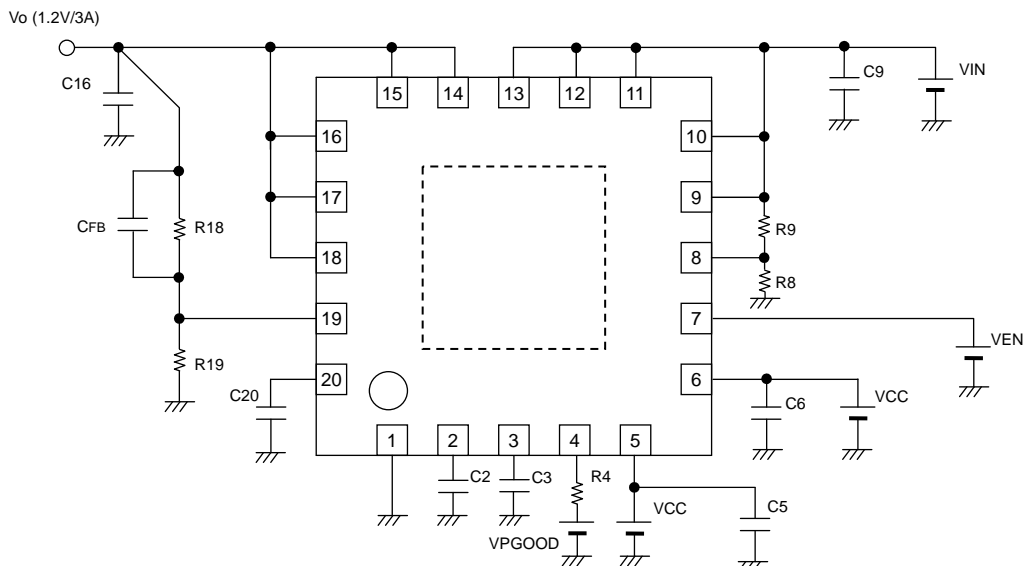 Vo (1.2V/3A)
C16
15
14
13
12
11
C9
VIN
16
10
17
9
CFB
R18
R9
18
8
R8
19
7
VEN
R19
20
6
C20
C6
VCC
1
2
3
4
5
C2
C3
R4
VCC
C5
VPGOOD